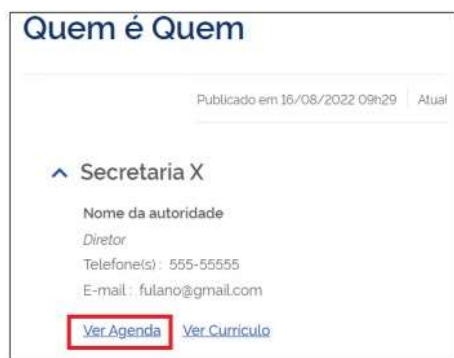 Quem é Quem
Publicado em 16/08/2022 09h29 Atual
Secretaria X
Nome da autoridade
Diretor
Telefone(s) : 555-55555
E-mail : fulano@gmail.com
Ver Agenda Ver Currículo